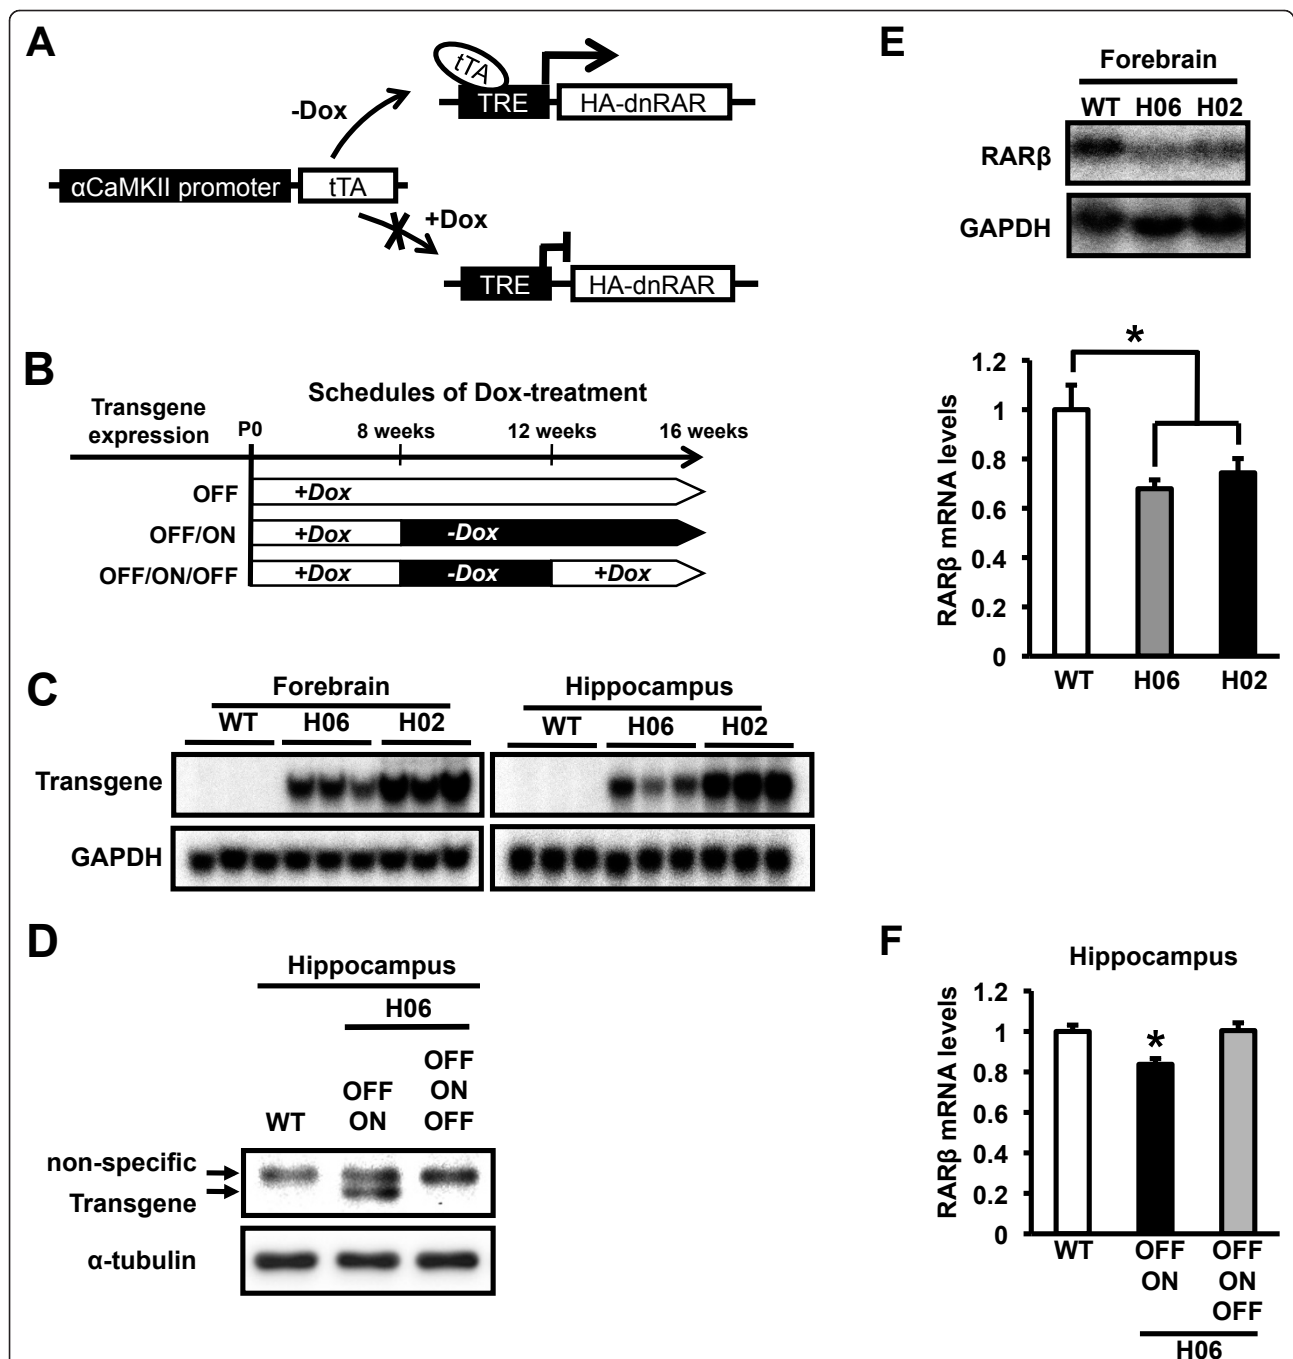 A
tTA
TRE
HA-dnRAR
-Dox
αCaMKII promoter
tTA
+Dox
TRE
HA-dnRAR
B
Schedules of Dox-treatment
Transgene
expression
P0
8 weeks
12 weeks
16 weeks
OFF
+Dox
OFF/ON
+Dox
-Dox
OFF/ON/OFF
+Dox
-Dox
+Dox
C
Forebrain
Hippocampus
WT
H06
H02
WT
H06
H02
Transgene
GAPDH
D
Hippocampus
H06
WT
OFF
ON
OFF
ON
OFF
non-specific
Transgene
α-tubulin
E
Forebrain
WT H06 H02
RARβ
GAPDH
*
RARβ mRNA levels
1.2
1
0.8
0.6
0.4
0.2
0
WT
H06
H02
F
Hippocampus
RARβ mRNA levels
1.2
1
0.8
0.6
0.4
0.2
0
*
WT
OFF
ON
OFF
ON
OFF
H06